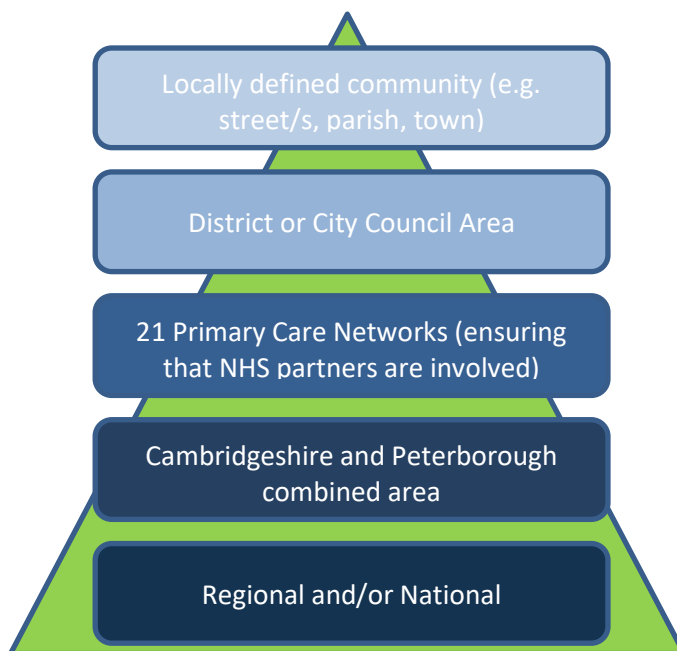 Locally defined community (e.g.
street/s, parish, town)
District or City Council Area
21 Primary Care Networks (ensuring
that NHS partners are involved)
Cambridgeshire and Peterborough
combined area
Regional and/or National